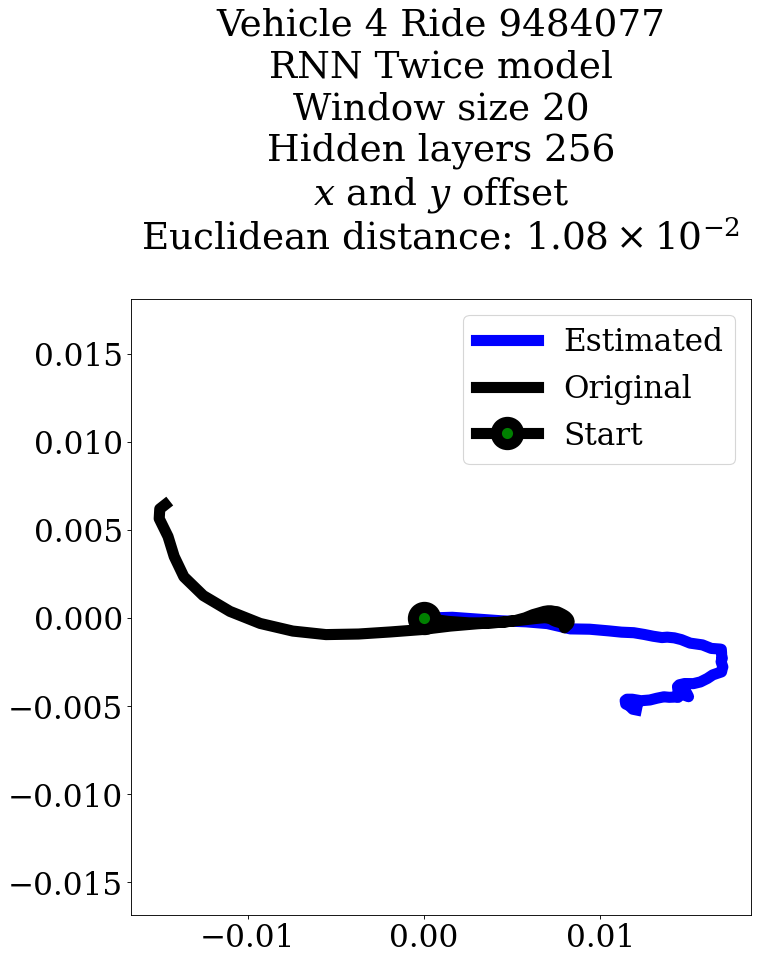 Vehicle 4 Ride 9484077
RNN Twice model
Window size 20
Hidden layers 256
x and y offset
Euclidean distance: 1.08 × 10⁻²
Estimated
Original
Start
0.015
0.010
0.005
0.000
−0.005
−0.010
−0.015
−0.01 0.00 0.01